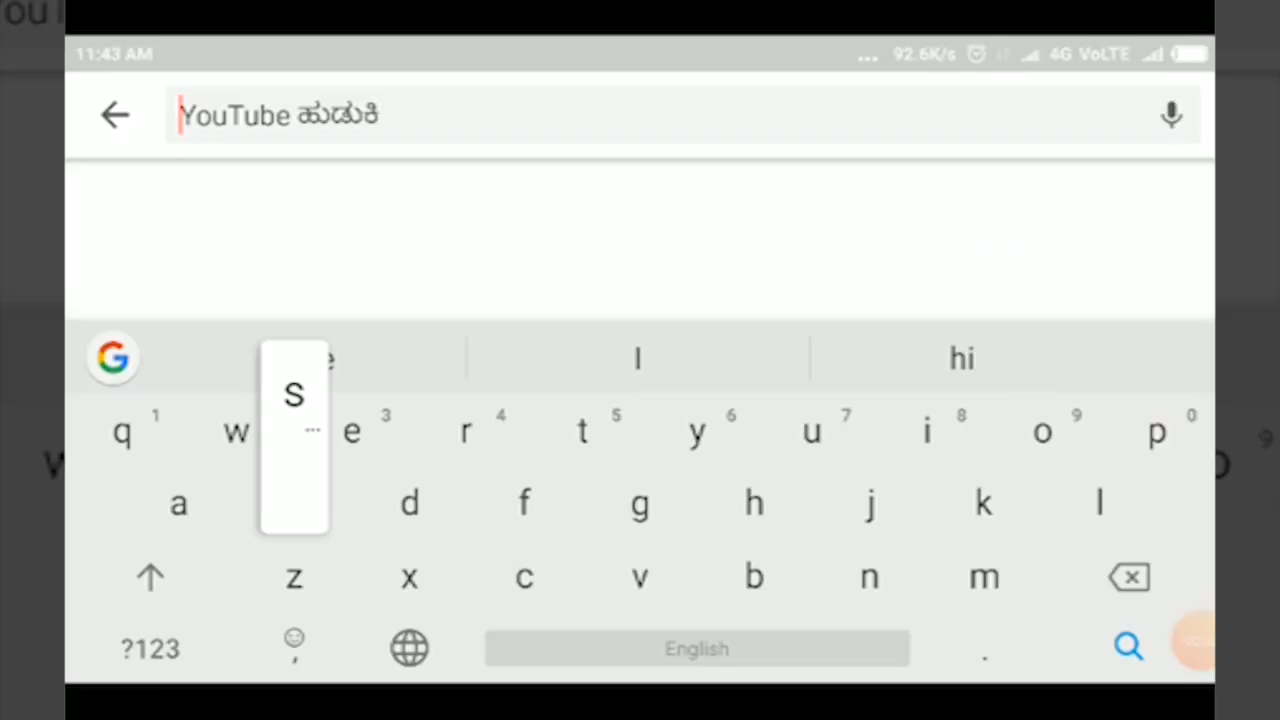 11:43 AM ... 92.6K/s 4G VoLTE
YouTube ಹುಡುಕಿ
I hi
q 1 w e 3 r 4 t 5 y 6 u 7 i 8 o 9 p 0
S
a d f g h j k l
z x c v b n m
?123 , English .